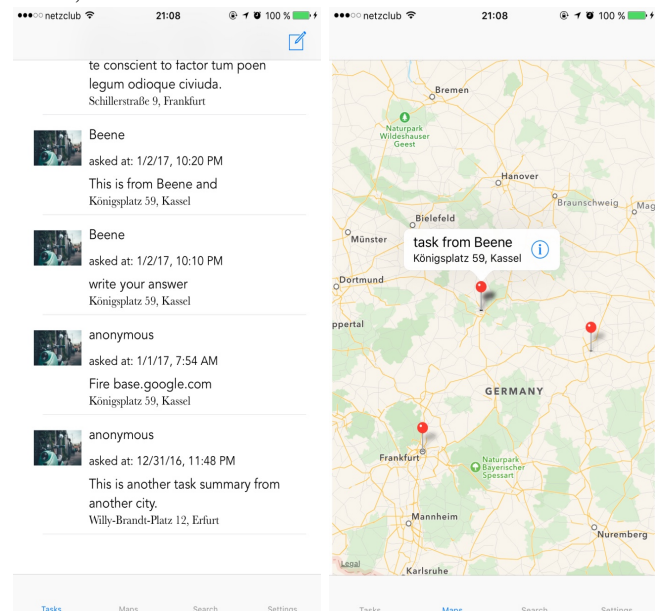 netzclub 21:08 100 %
te conscient to factor tum poen
legum odioque civiuda.
Schillerstraße 9, Frankfurt
Beene
asked at: 1/2/17, 10:20 PM
This is from Beene and
Königsplatz 59, Kassel
Beene
asked at: 1/2/17, 10:10 PM
write your answer
Königsplatz 59, Kassel
anonymous
asked at: 1/1/17, 7:54 AM
Fire base.google.com
Königsplatz 59, Kassel
anonymous
asked at: 12/31/16, 11:48 PM
This is another task summary from
another city.
Willy-Brandt-Platz 12, Erfurt
Tasks Maps Search Settings
netzclub 21:08 100 %
Bremen
Naturpark
Wildeshauser
Geest
Hanover
Braunschweig
Mag
Bielefeld
Münster
task from Beene
Königsplatz 59, Kassel
Dortmund
ppertal
GERMANY
Frankfurt
Naturpark
Bayerischer
Spessart
Mannheim
Nuremberg
Legal
Karlsruhe
Tasks Maps Search Settings